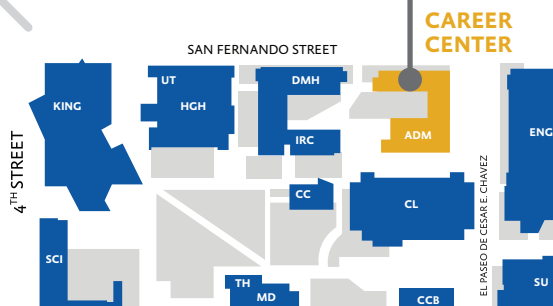 CAREER
CENTER
SAN FERNANDO STREET
UT
DMH
KING
HGH
IRC
ADM
ENG
4TH STREET
CC
CL
EL PASEO DE CESAR E. CHAVEZ
SCI
TH
MD
CCB
SU